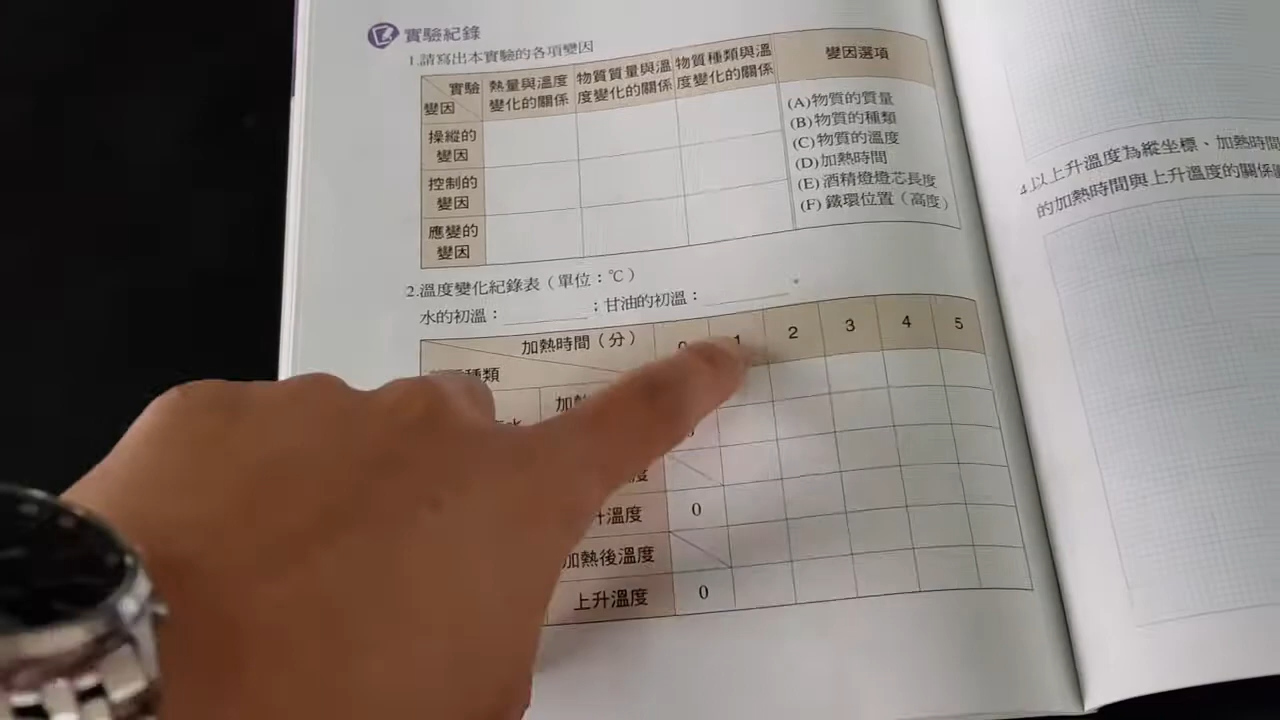 實驗紀錄
1.請寫出本實驗的各項變因
實驗
變因
熱量與溫度
變化的關係
物質質量與溫
度變化的關係
物質種類與溫
度變化的關係
變因選項
操縱的
變因
控制的
變因
應變的
變因
(A)物質的質量
(B)物質的種類
(C)物質的溫度
(D)加熱時間
(E)酒精燈燈芯長度
(F)鐵環位置(高度)
2.溫度變化紀錄表(單位:℃)
水的初溫:________;甘油的初溫:________。
加熱時間(分)
1
2
3
4
5
種類
加熱
水
度
升溫度
0
加熱後溫度
上升溫度
0
4.以上升溫度為縱坐標、加熱時間
的加熱時間與上升溫度的關係